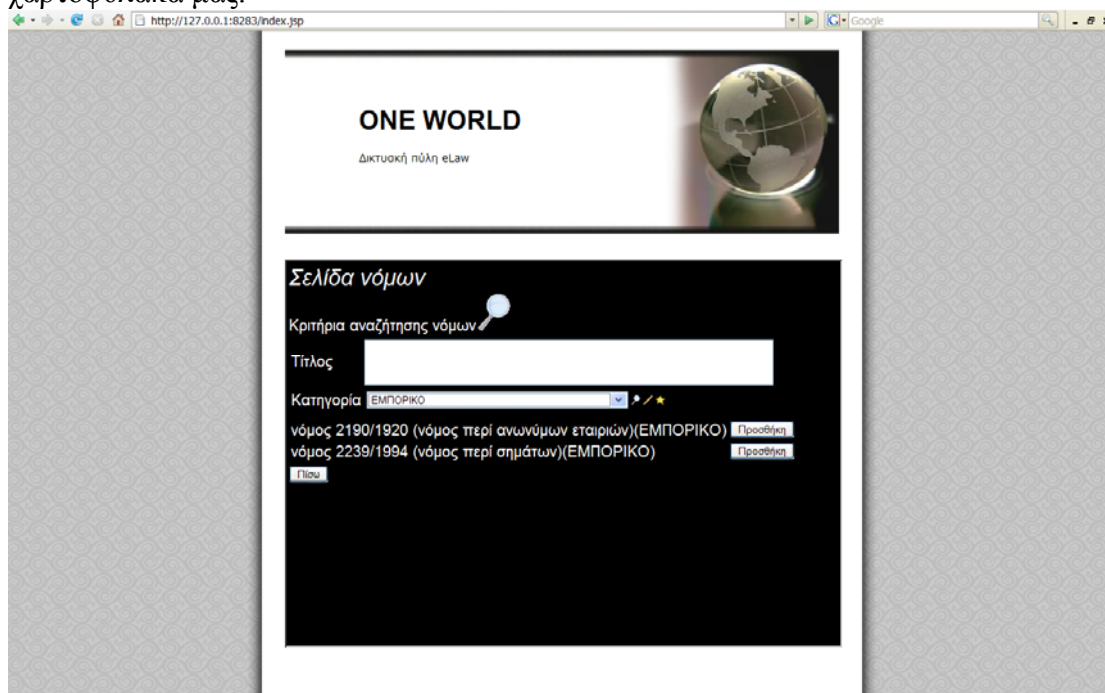 χαρτοφυλακά μας.
http://127.0.0.1:8283/index.jsp
Google
ONE WORLD
Δικτυακή πύλη eLaw
Σελίδα νόμων
Κριτήρια αναζήτησης νόμων
Τίτλος
Κατηγορία ΕΜΠΟΡΙΚΟ
νόμος 2190/1920 (νόμος περί ανωνύμων εταιριών)(ΕΜΠΟΡΙΚΟ) Προσθήκη
νόμος 2239/1994 (νόμος περί σημάτων)(ΕΜΠΟΡΙΚΟ) Προσθήκη
Πίσω